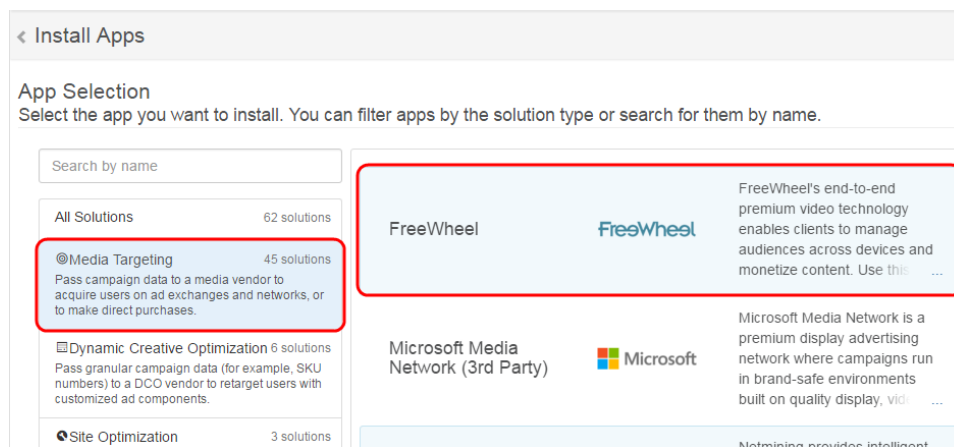 Install Apps
App Selection
Select the app you want to install. You can filter apps by the solution type or search for them by name.
Search by name
All Solutions 62 solutions
Media Targeting 45 solutions
Pass campaign data to a media vendor to
acquire users on ad exchanges and networks, or
to make direct purchases.
Dynamic Creative Optimization 6 solutions
Pass granular campaign data (for example, SKU
numbers) to a DCO vendor to retarget users with
customized ad components.
Site Optimization 3 solutions
FreeWheel
FreeWheel
FreeWheel's end-to-end
premium video technology
enables clients to manage
audiences across devices and
monetize content. Use this ...
Microsoft Media
Network (3rd Party)
Microsoft
Microsoft Media Network is a
premium display advertising
network where campaigns run
in brand-safe environments
built on quality display, ...
Netmining provides intelligent